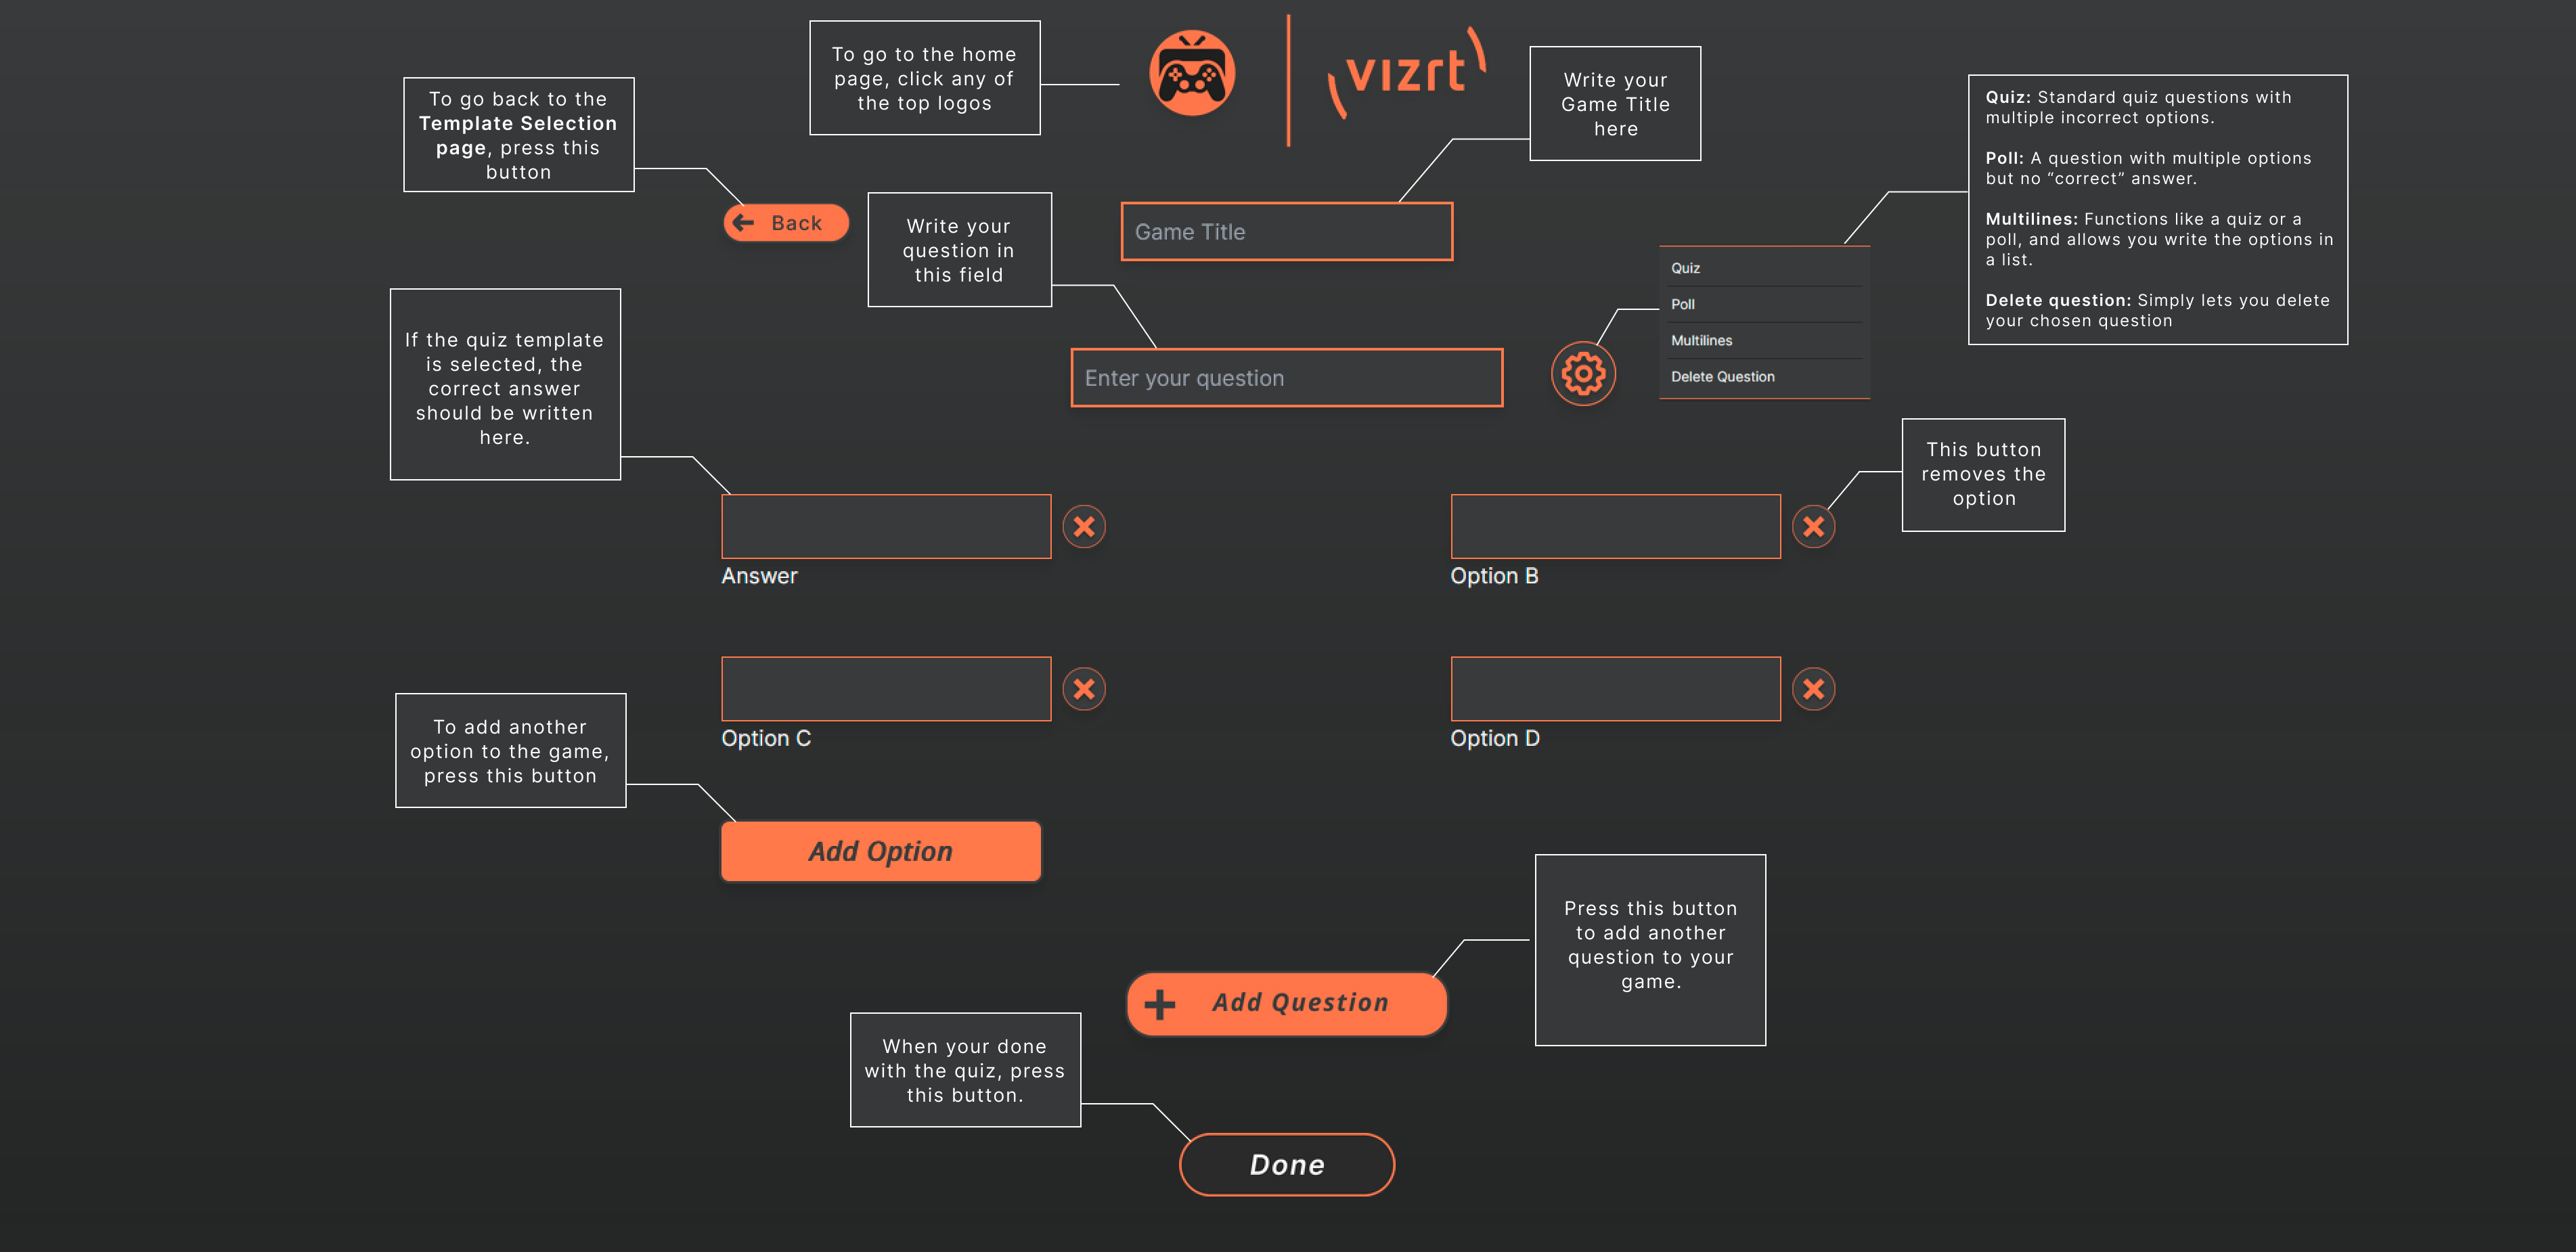 To go to the home
page, click any of
the top logos
vizrt
Write your
Game Title
here
To go back to the
Template Selection
page, press this
button
Quiz: Standard quiz questions with
multiple incorrect options.
Poll: A question with multiple options
but no “correct” answer.
Multilines: Functions like a quiz or a
poll, and allows you write the options in
a list.
Delete question: Simply lets you delete
your chosen question
Back
Write your
question in
this field
Game Title
Quiz
Poll
Multilines
Delete Question
If the quiz template
is selected, the
correct answer
should be written
here.
Enter your question
This button
removes the
option
Answer
Option B
Option C
Option D
To add another
option to the game,
press this button
Add Option
Press this button
to add another
question to your
game.
Add Question
When your done
with the quiz, press
this button.
Done